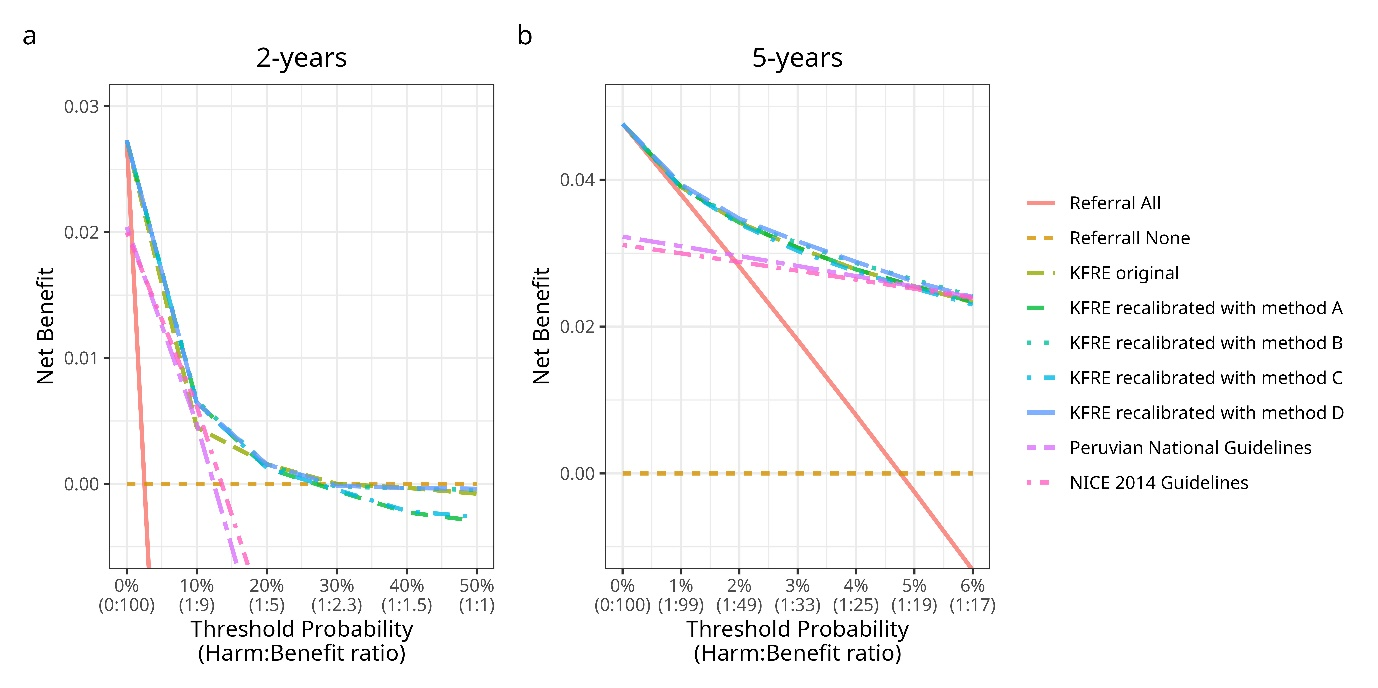 a
2-years
Net Benefit
0.03
0.02
0.01
0.00
0% 10% 20% 30% 40% 50%
(0:100) (1:9) (1:5) (1:2.3) (1:1.5) (1:1)
Threshold Probability
(Harm:Benefit ratio)
b
5-years
Net Benefit
0.04
0.02
0.00
0% 1% 2% 3% 4% 5% 6%
(0:100) (1:99) (1:49) (1:33) (1:25) (1:19) (1:17)
Threshold Probability
(Harm:Benefit ratio)
Referral All
Referrall None
KFRE original
KFRE recalibrated with method A
KFRE recalibrated with method B
KFRE recalibrated with method C
KFRE recalibrated with method D
Peruvian National Guidelines
NICE 2014 Guidelines